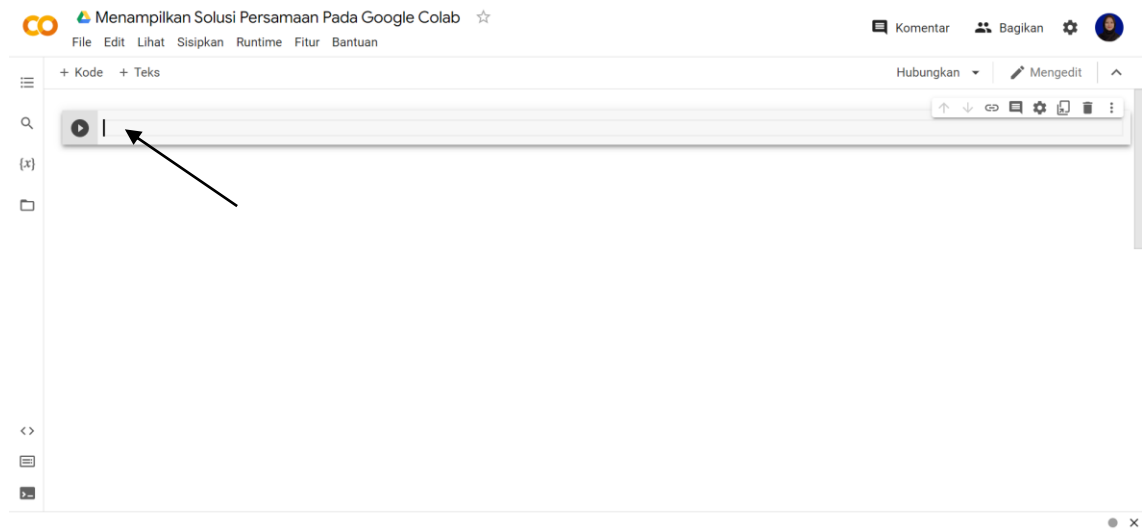 Menampilkan Solusi Persamaan Pada Google Colab
Komentar
Bagikan
File Edit Lihat Sisipkan Runtime Fitur Bantuan
+ Kode + Teks
Hubungkan
Mengedit
{x}